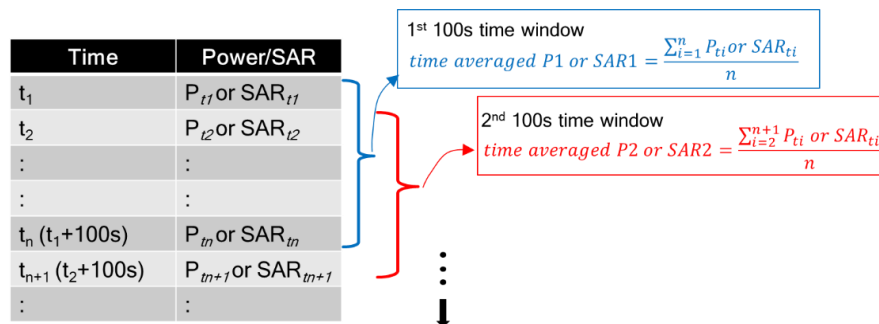 Time Power/SAR
t1 Pt1 or SARt1
t2 Pt2 or SARt2
: :
: :
tn (t1+100s) Ptn or SARtn
tn+1 (t2+100s) Ptn+1 or SARtn+1
: :
1st 100s time window
time averaged P1 or SAR1 = ∑i=1^n Pti or SARti / n
2nd 100s time window
time averaged P2 or SAR2 = ∑i=2^n+1 Pti or SARti / n